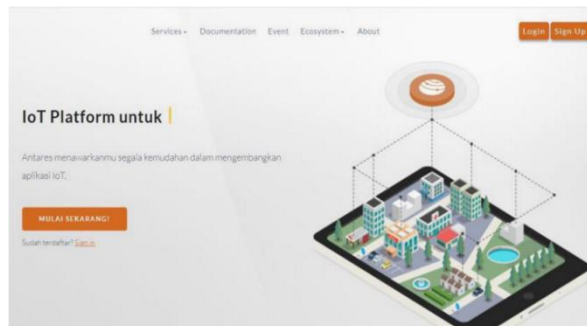 Services
Documentation
Event
Ecosystem
About
Login
Sign Up
IoT Platform untuk
Antares menawarkanmu segala kemudahan dalam mengembangkan
aplikasi IoT.
MULAI SEKARANG!
Sudah terdaftar? Sign in